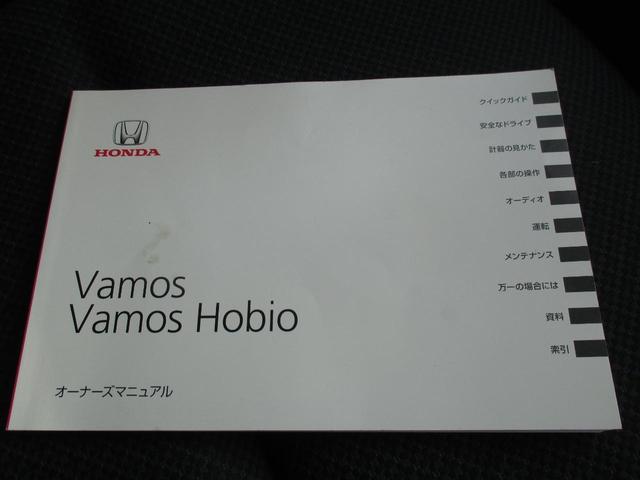 HONDA
Vamos
Vamos Hobio
オーナーズマニュアル
クイックガイド
安全なドライブ
計器の見かた
各部の操作
オーディオ
運転
メンテナンス
万一の場合には
資料
索引